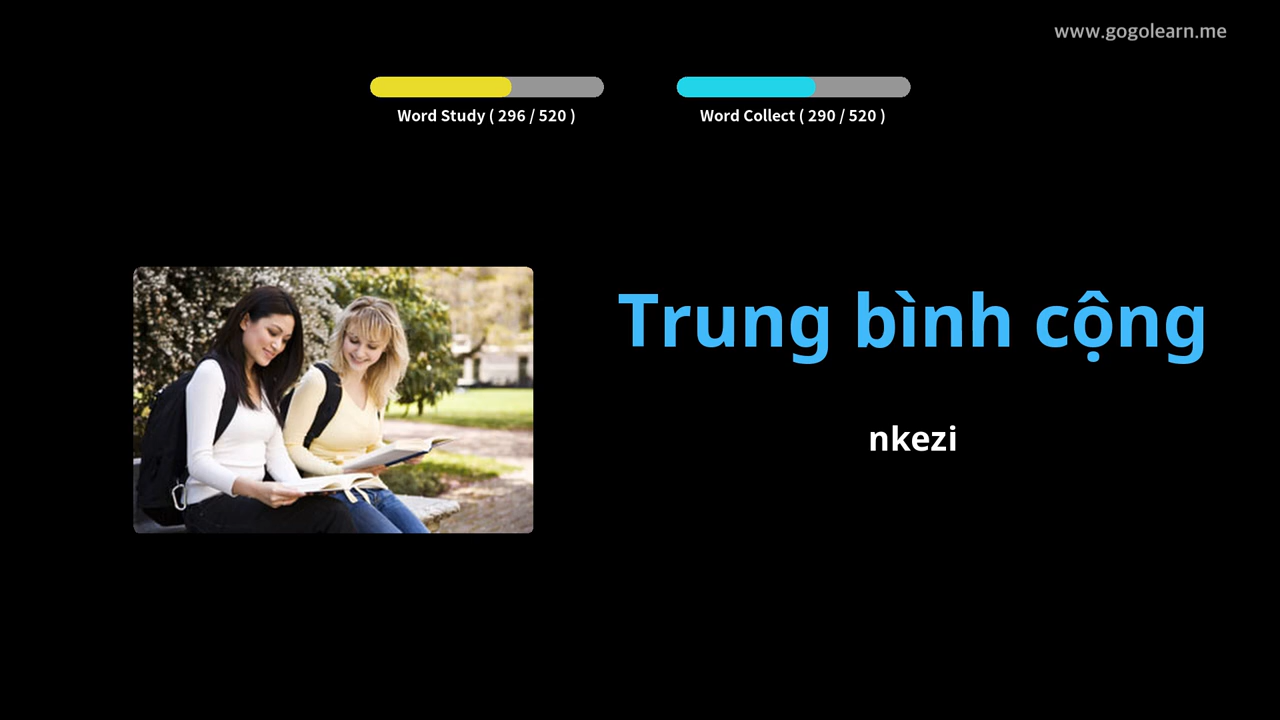 www.gogolearn.me
Word Study ( 296 / 520 )
Word Collect ( 290 / 520 )
Trung bình cộng
nkezi